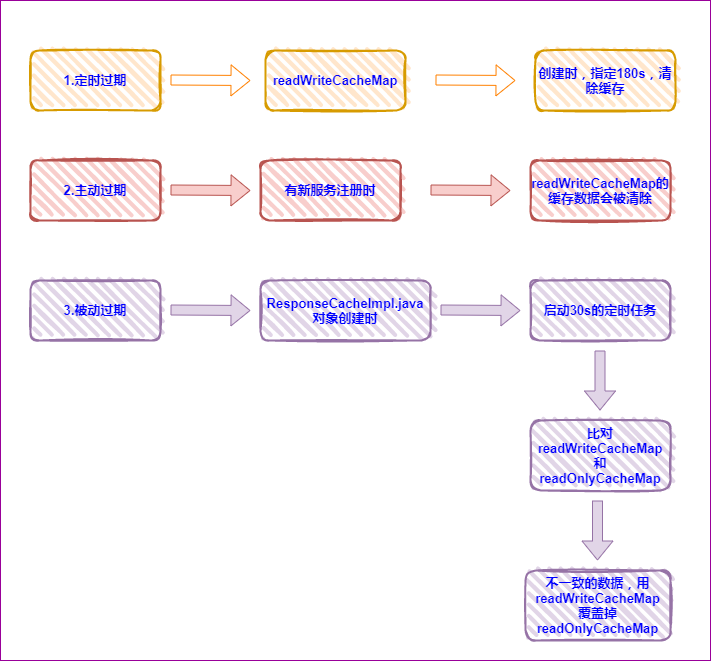 1.定时过期
readWriteCacheMap
创建时，指定180s，清
除缓存
2.主动过期
有新服务注册时
readWriteCacheMap的
缓存数据会被清除
3.被动过期
ResponseCacheImpl.java
对象创建时
启动30s的定时任务
比对
readWriteCacheMap
和
readOnlyCacheMap
不一致的数据，用
readWriteCacheMap
覆盖掉
readOnlyCacheMap